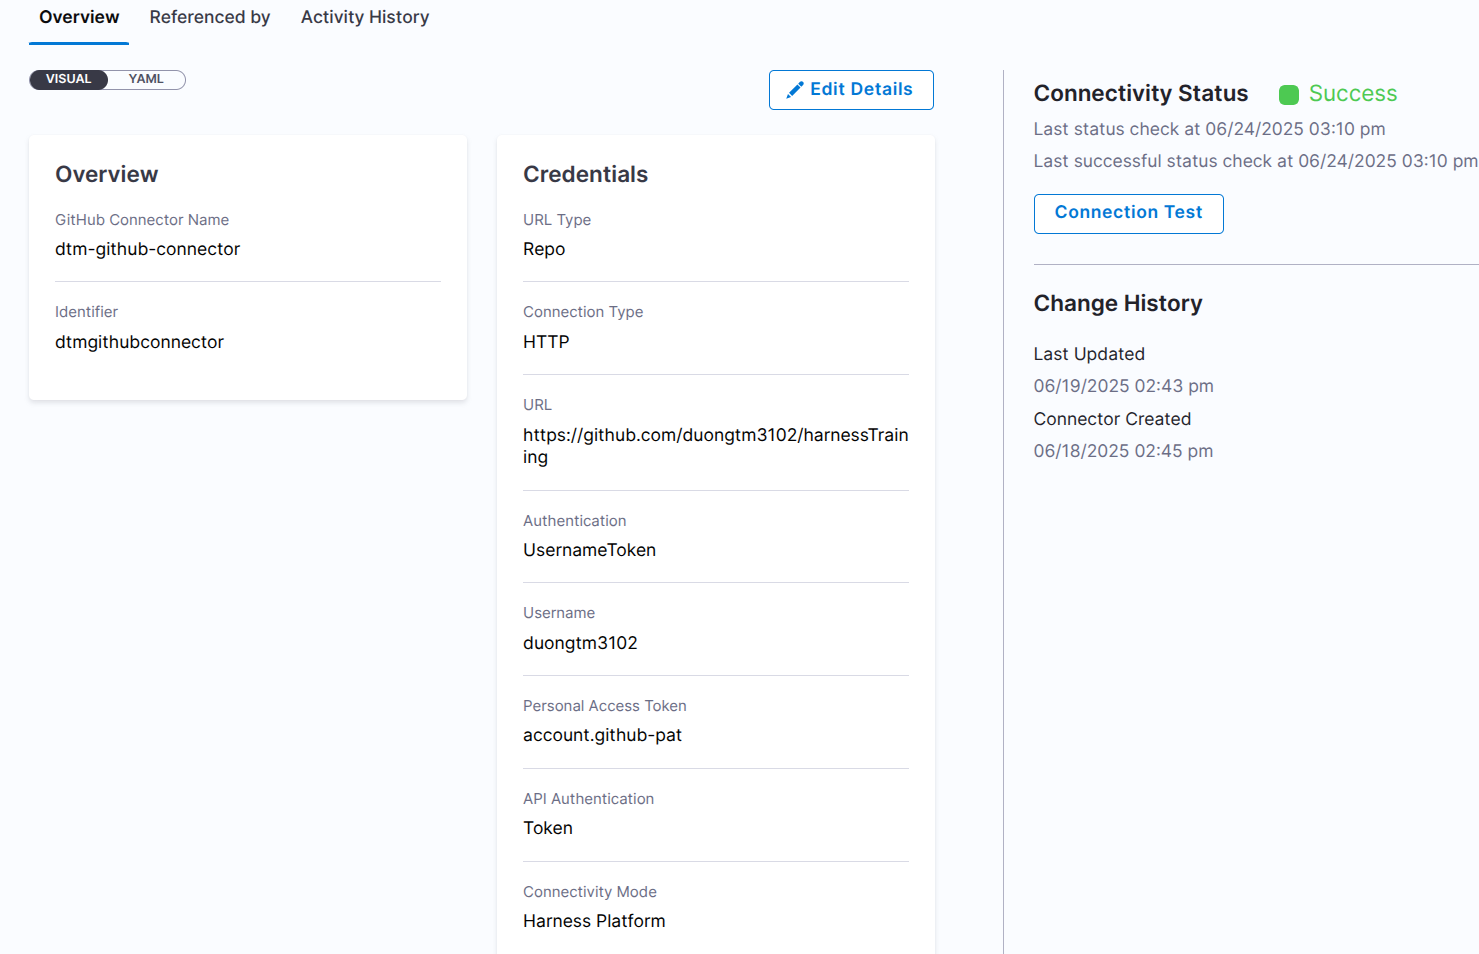 Overview Referenced by Activity History
VISUAL YAML
Edit Details
Overview
GitHub Connector Name
dtm-github-connector
Identifier
dtmgithubconnector
Credentials
URL Type
Repo
Connection Type
HTTP
URL
https://github.com/duongtm3102/harnessTrain
ing
Authentication
UsernameToken
Username
duongtm3102
Personal Access Token
account.github-pat
API Authentication
Token
Connectivity Mode
Harness Platform
Connectivity Status Success
Last status check at 06/24/2025 03:10 pm
Last successful status check at 06/24/2025 03:10 pm
Connection Test
Change History
Last Updated
06/19/2025 02:43 pm
Connector Created
06/18/2025 02:45 pm